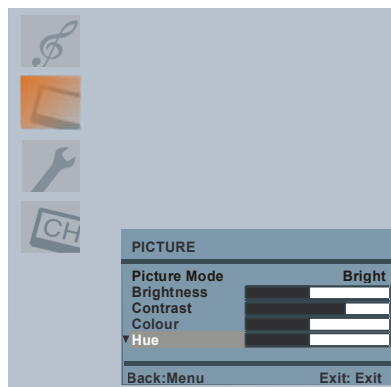 CH
PICTURE
Picture Mode Bright
Brightness
Contrast
Colour
Hue
Back:Menu Exit: Exit